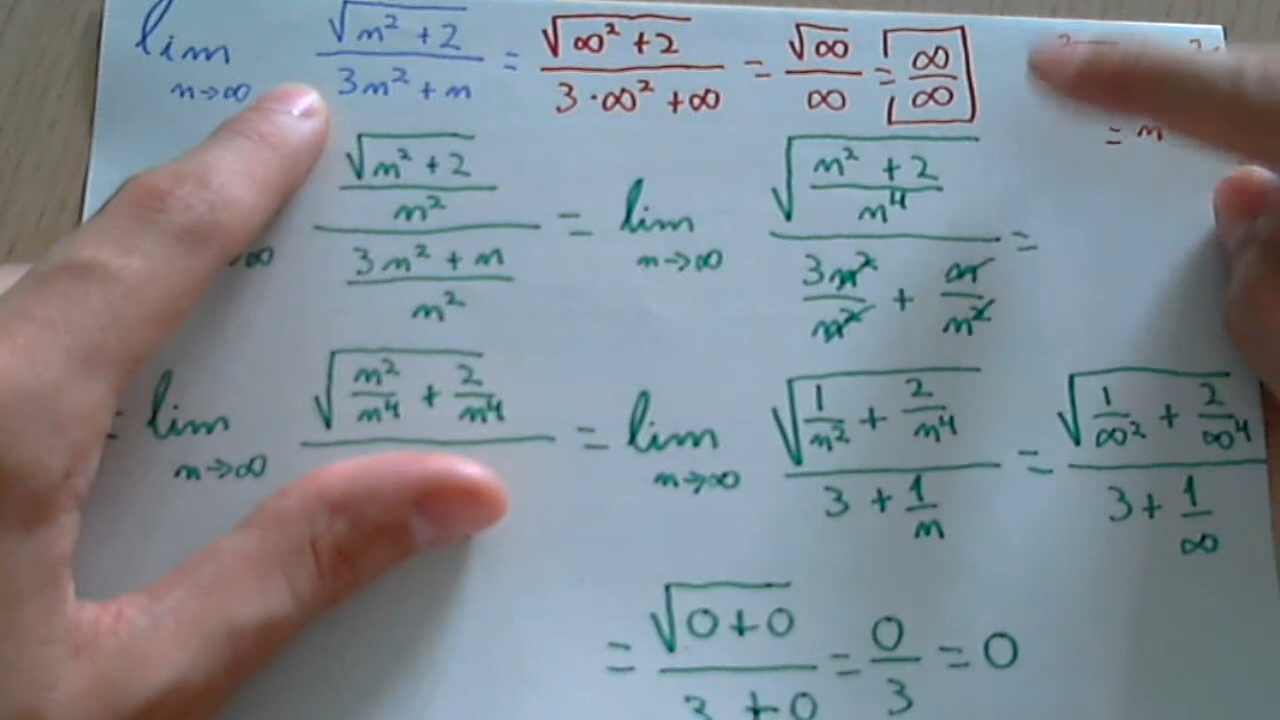 lim n→∞ √(n² + 2) / (3n² + n) = √(∞² + 2) / (3·∞² + ∞) = √∞ / ∞ = ∞ / ∞
= n
∞ (√(n² + 2) / n²) / ((3n² + n) / n²) = lim n→∞ √((n² + 2) / n⁴) / (3n²/n² + n/n²) =
= lim n→∞ √(n²/n⁴ + 2/n⁴) = lim n→∞ √(1/n² + 2/n⁴) / (3 + 1/n) = √(1/∞² + 2/∞⁴) / (3 + 1/∞)
= √(0 + 0) / (3 + 0) = 0/3 = 0